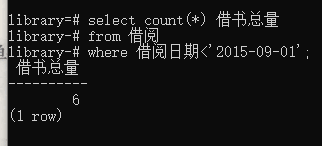 library=# select count(*) 借书总量
library-# from 借阅
library-# where 借阅日期<'2015-09-01';
借书总量
----------
6
(1 row)